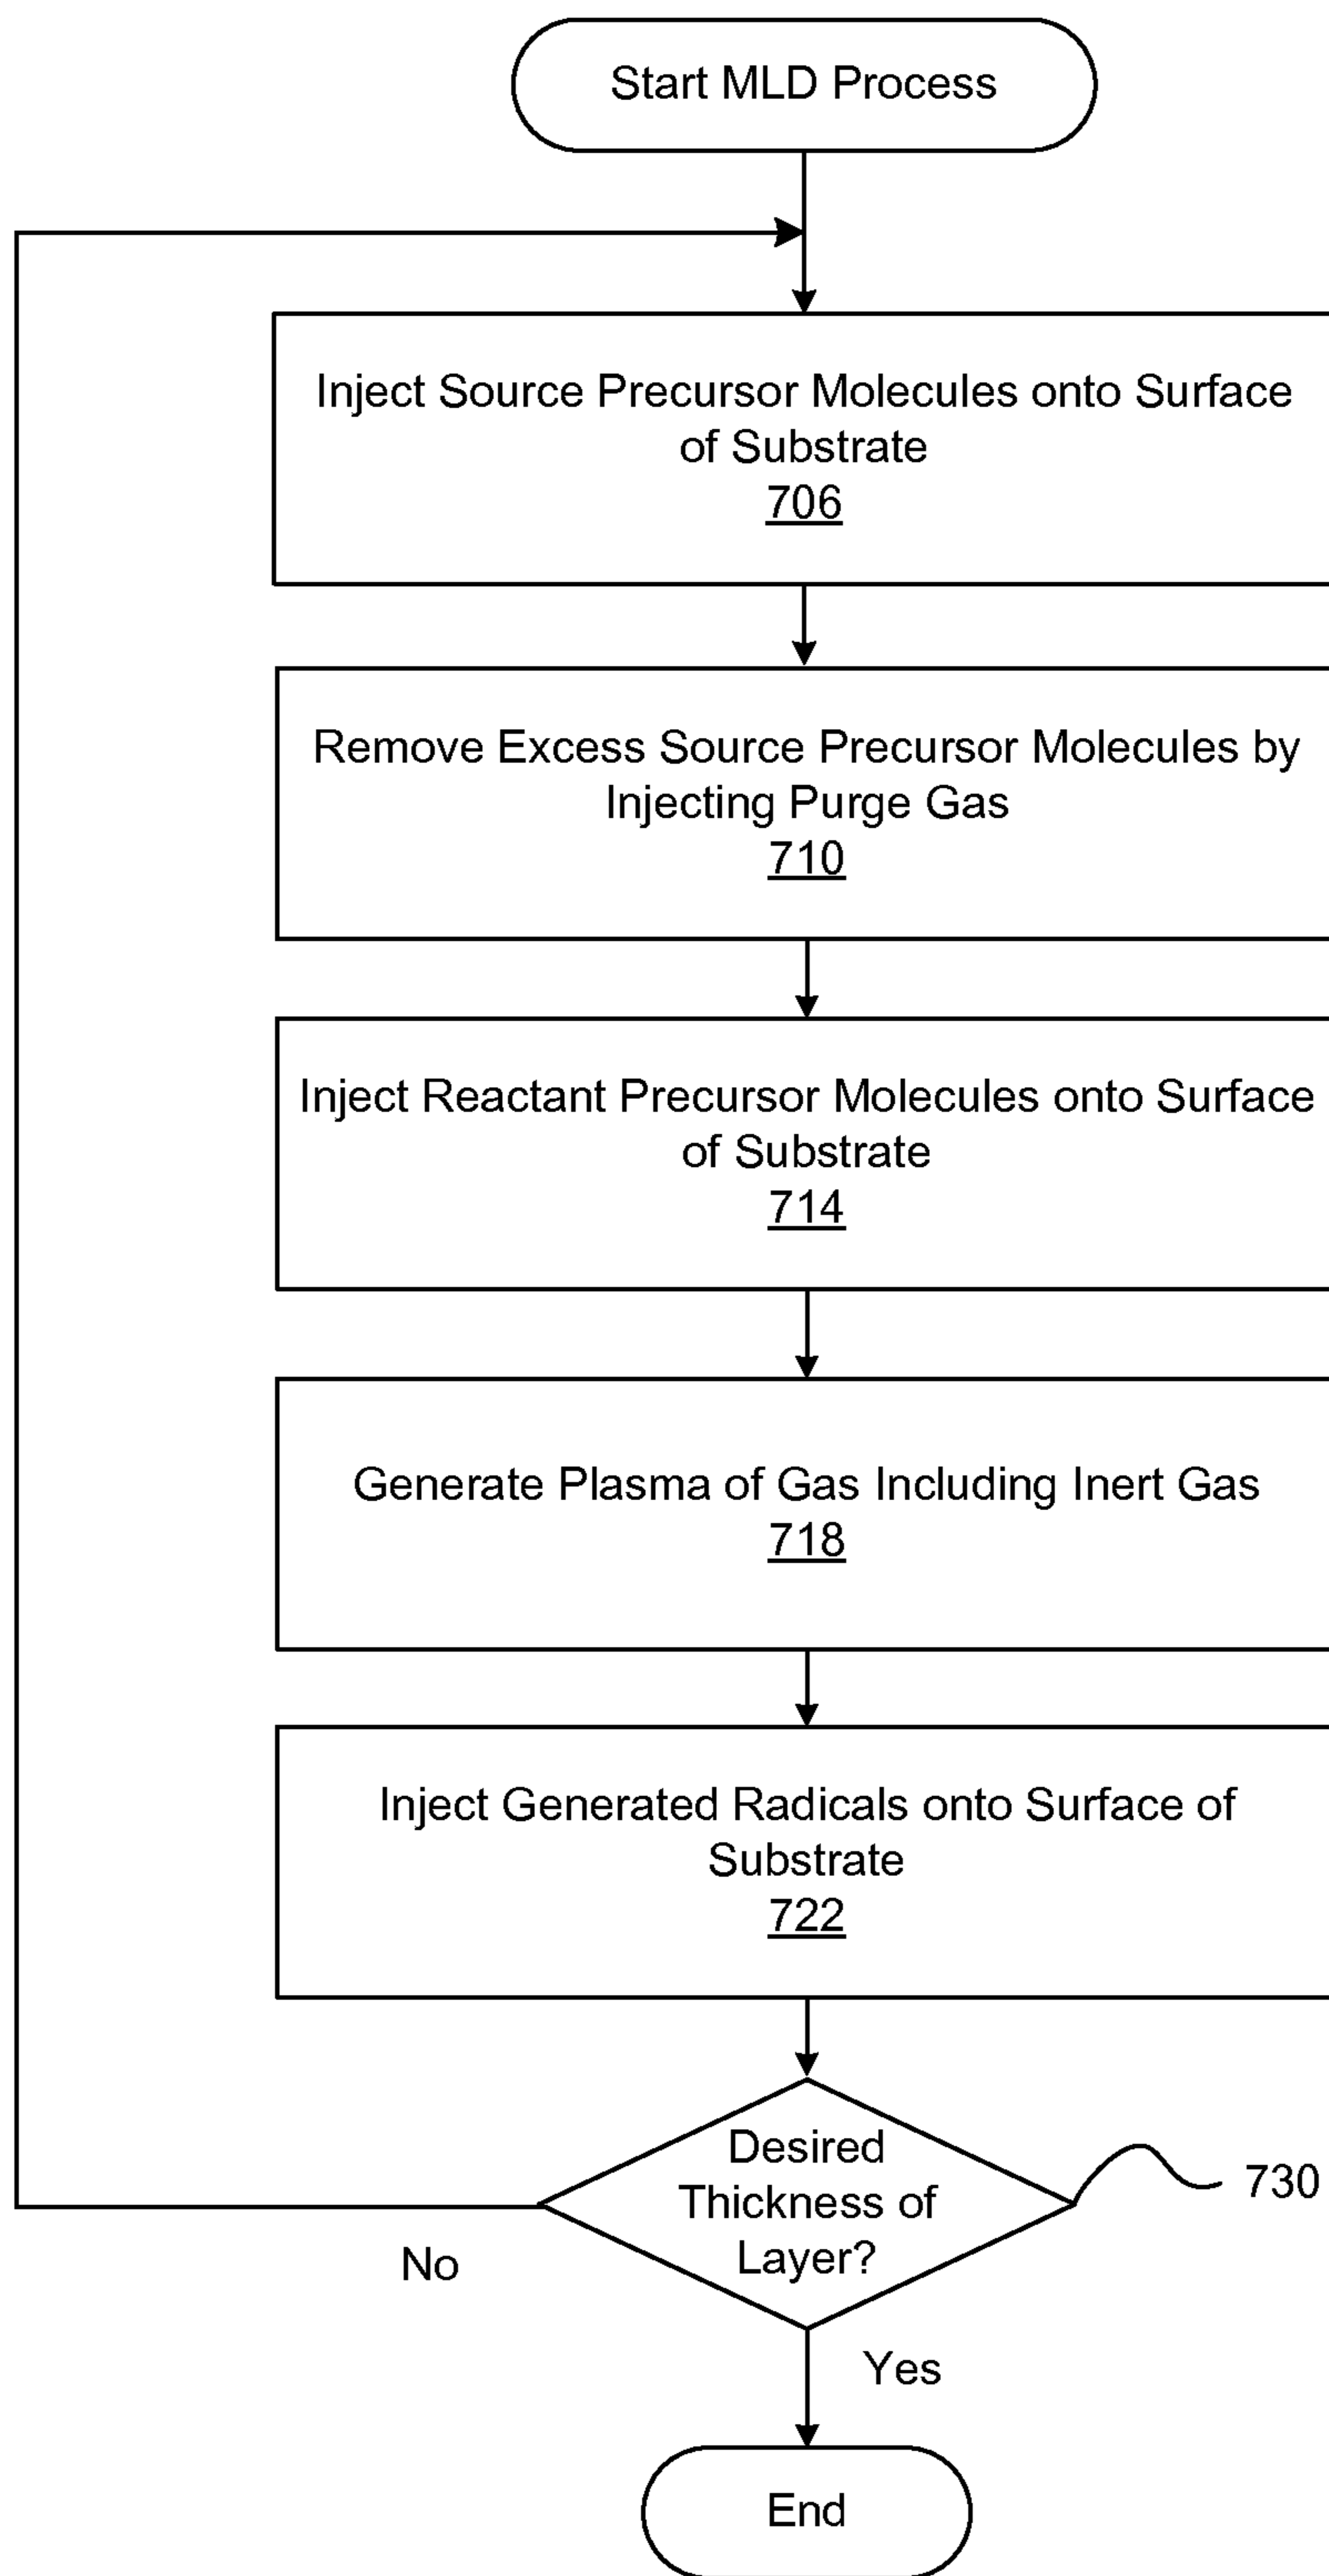 Start MLD Process
Inject Source Precursor Molecules onto Surface
of Substrate
706
Remove Excess Source Precursor Molecules by
Injecting Purge Gas
710
Inject Reactant Precursor Molecules onto Surface
of Substrate
714
Generate Plasma of Gas Including Inert Gas
718
Inject Generated Radicals onto Surface of
Substrate
722
Desired
Thickness of
Layer?
730
No
Yes
End